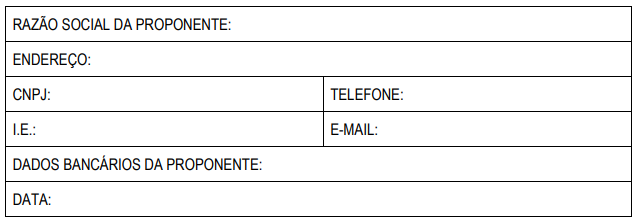 RAZÃO SOCIAL DA PROPONENTE:
ENDEREÇO:
CNPJ:
TELEFONE:
I.E.:
E-MAIL:
DADOS BANCÁRIOS DA PROPONENTE:
DATA: